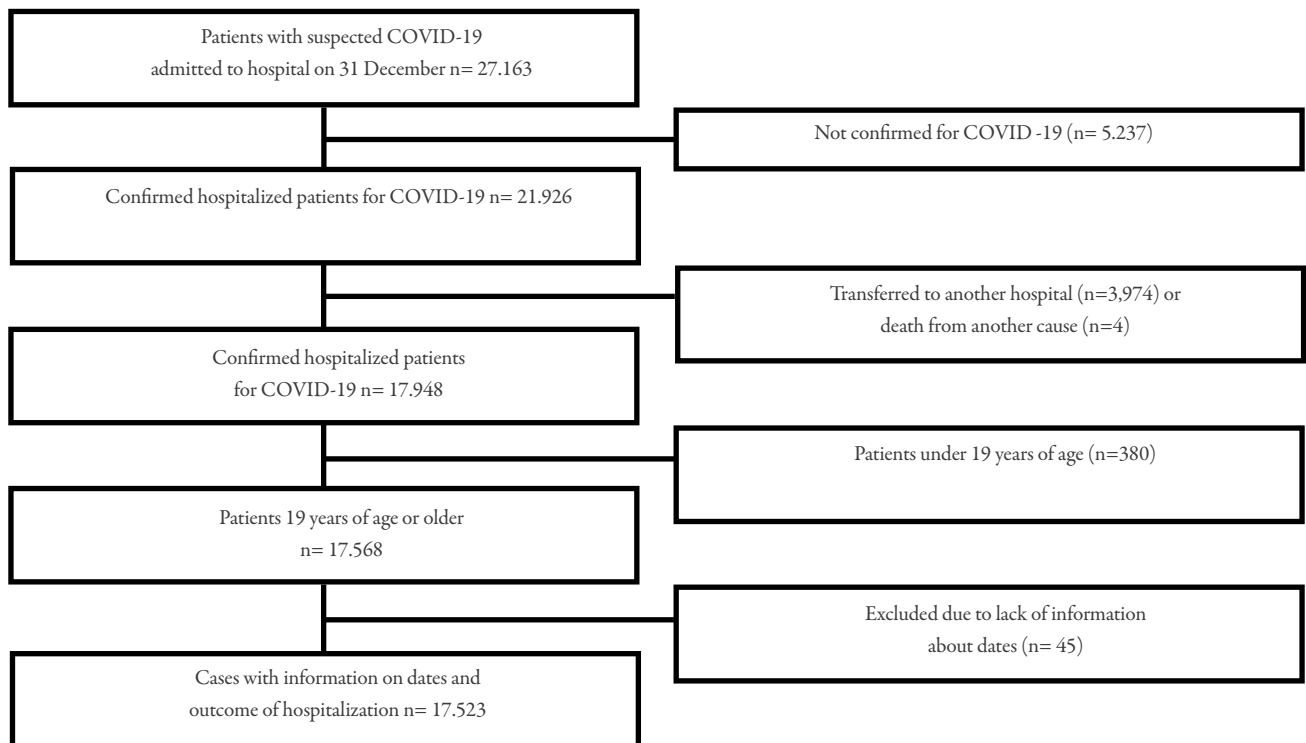 Patients with suspected COVID-19
admitted to hospital on 31 December n= 27.163
Not confirmed for COVID -19 (n= 5.237)
Confirmed hospitalized patients for COVID-19 n= 21.926
Transferred to another hospital (n=3,974) or
death from another cause (n=4)
Confirmed hospitalized patients
for COVID-19 n= 17.948
Patients under 19 years of age (n=380)
Patients 19 years of age or older
n= 17.568
Excluded due to lack of information
about dates (n= 45)
Cases with information on dates and
outcome of hospitalization n= 17.523